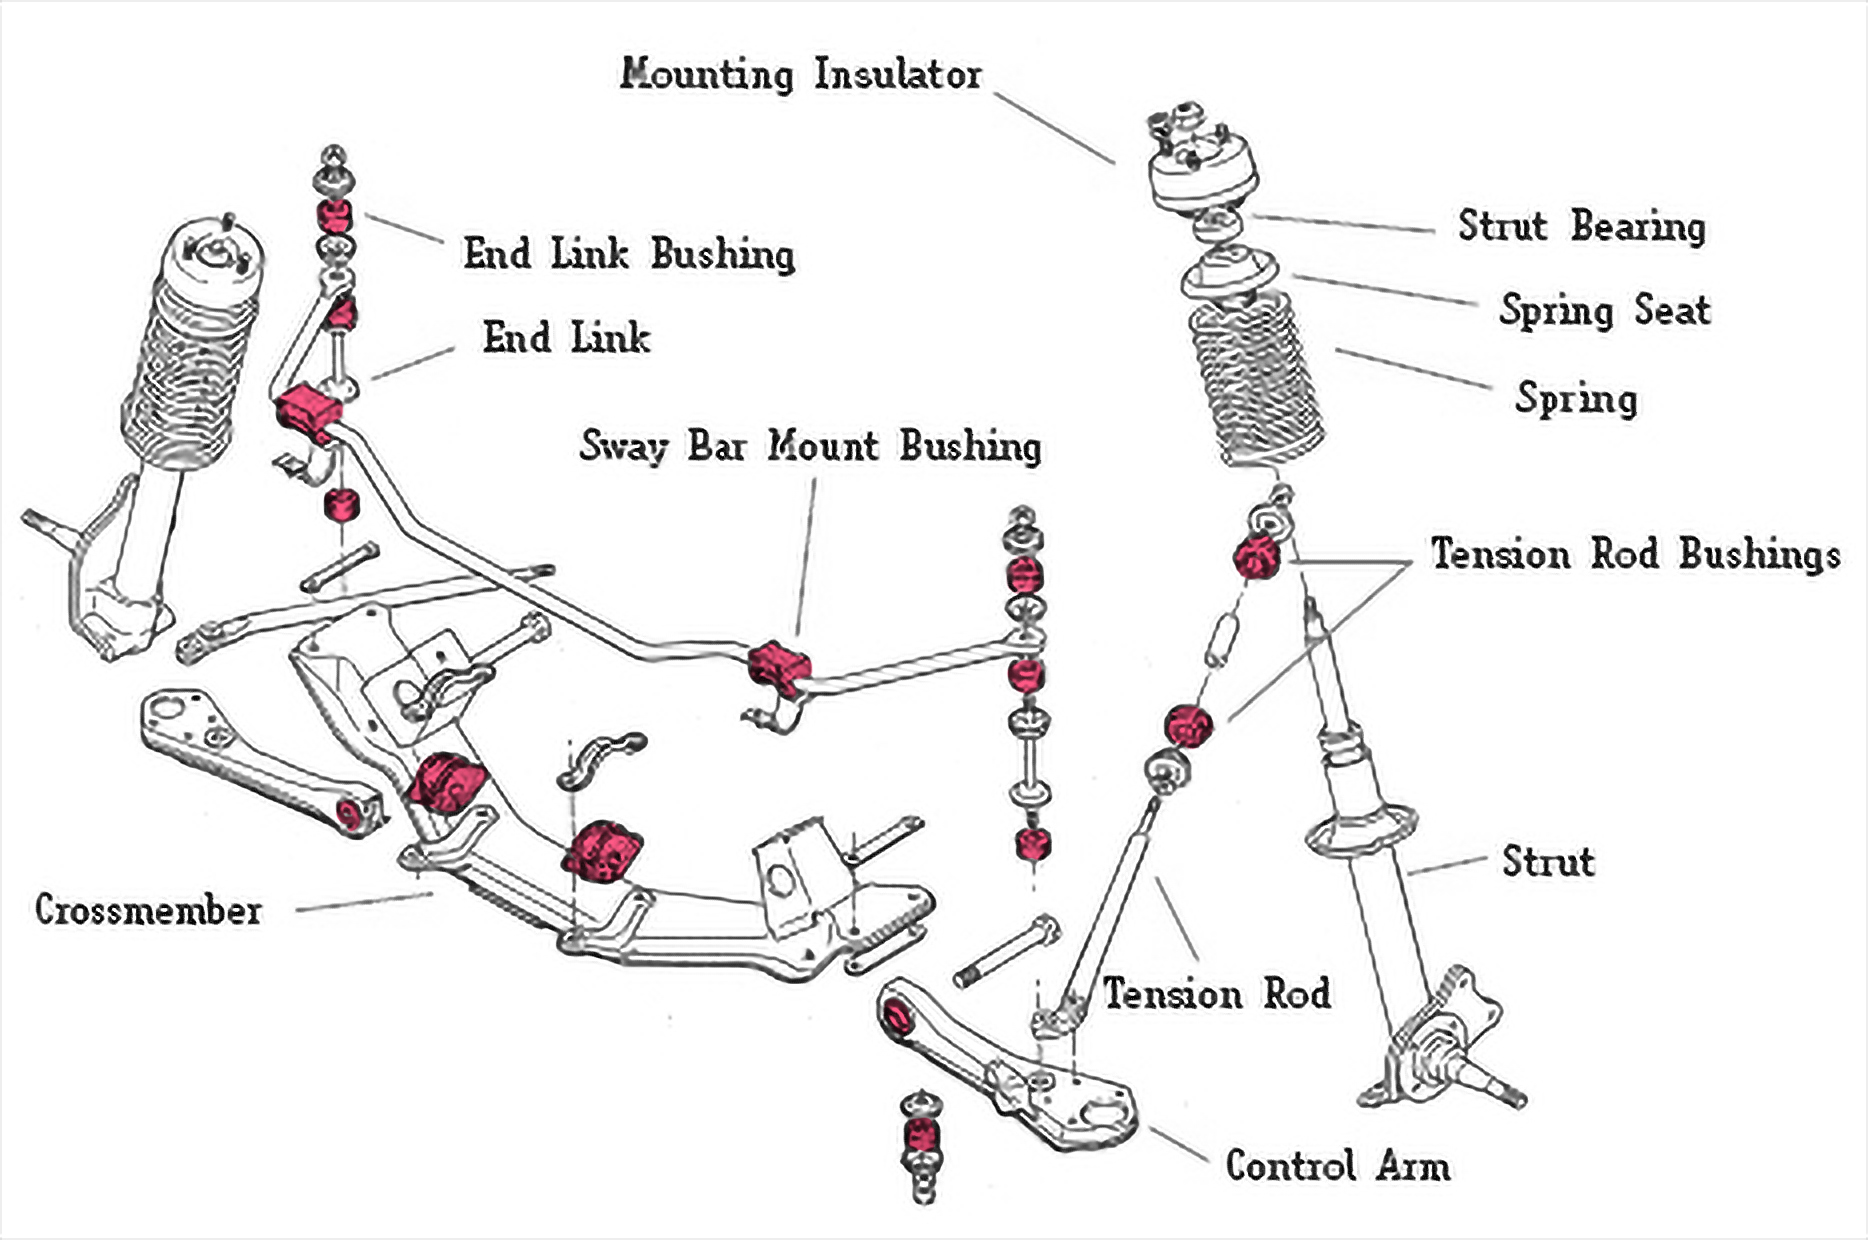 Mounting Insulator
Strut Bearing
End Link Bushing
Spring Seat
End Link
Spring
Sway Bar Mount Bushing
Tension Rod Bushings
Strut
Crossmember
Tension Rod
Control Arm